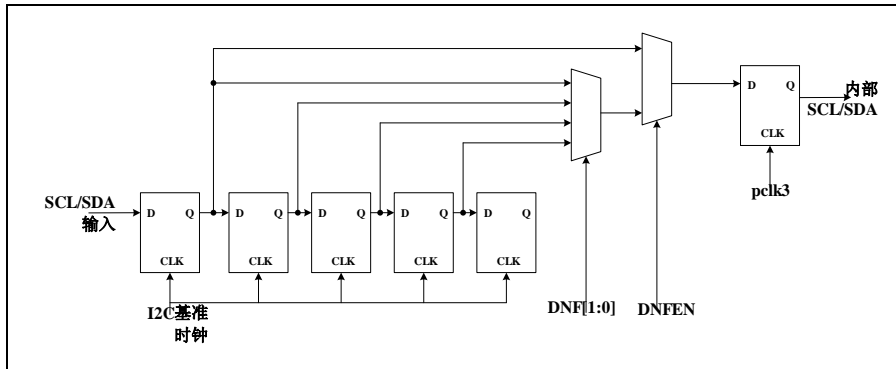 D Q
CLK
内部
SCL/SDA
pclk3
SCL/SDA
输入
D Q
CLK
D Q
CLK
D Q
CLK
D Q
CLK
D Q
CLK
I2C基准
时钟
DNF[1:0]
DNFEN